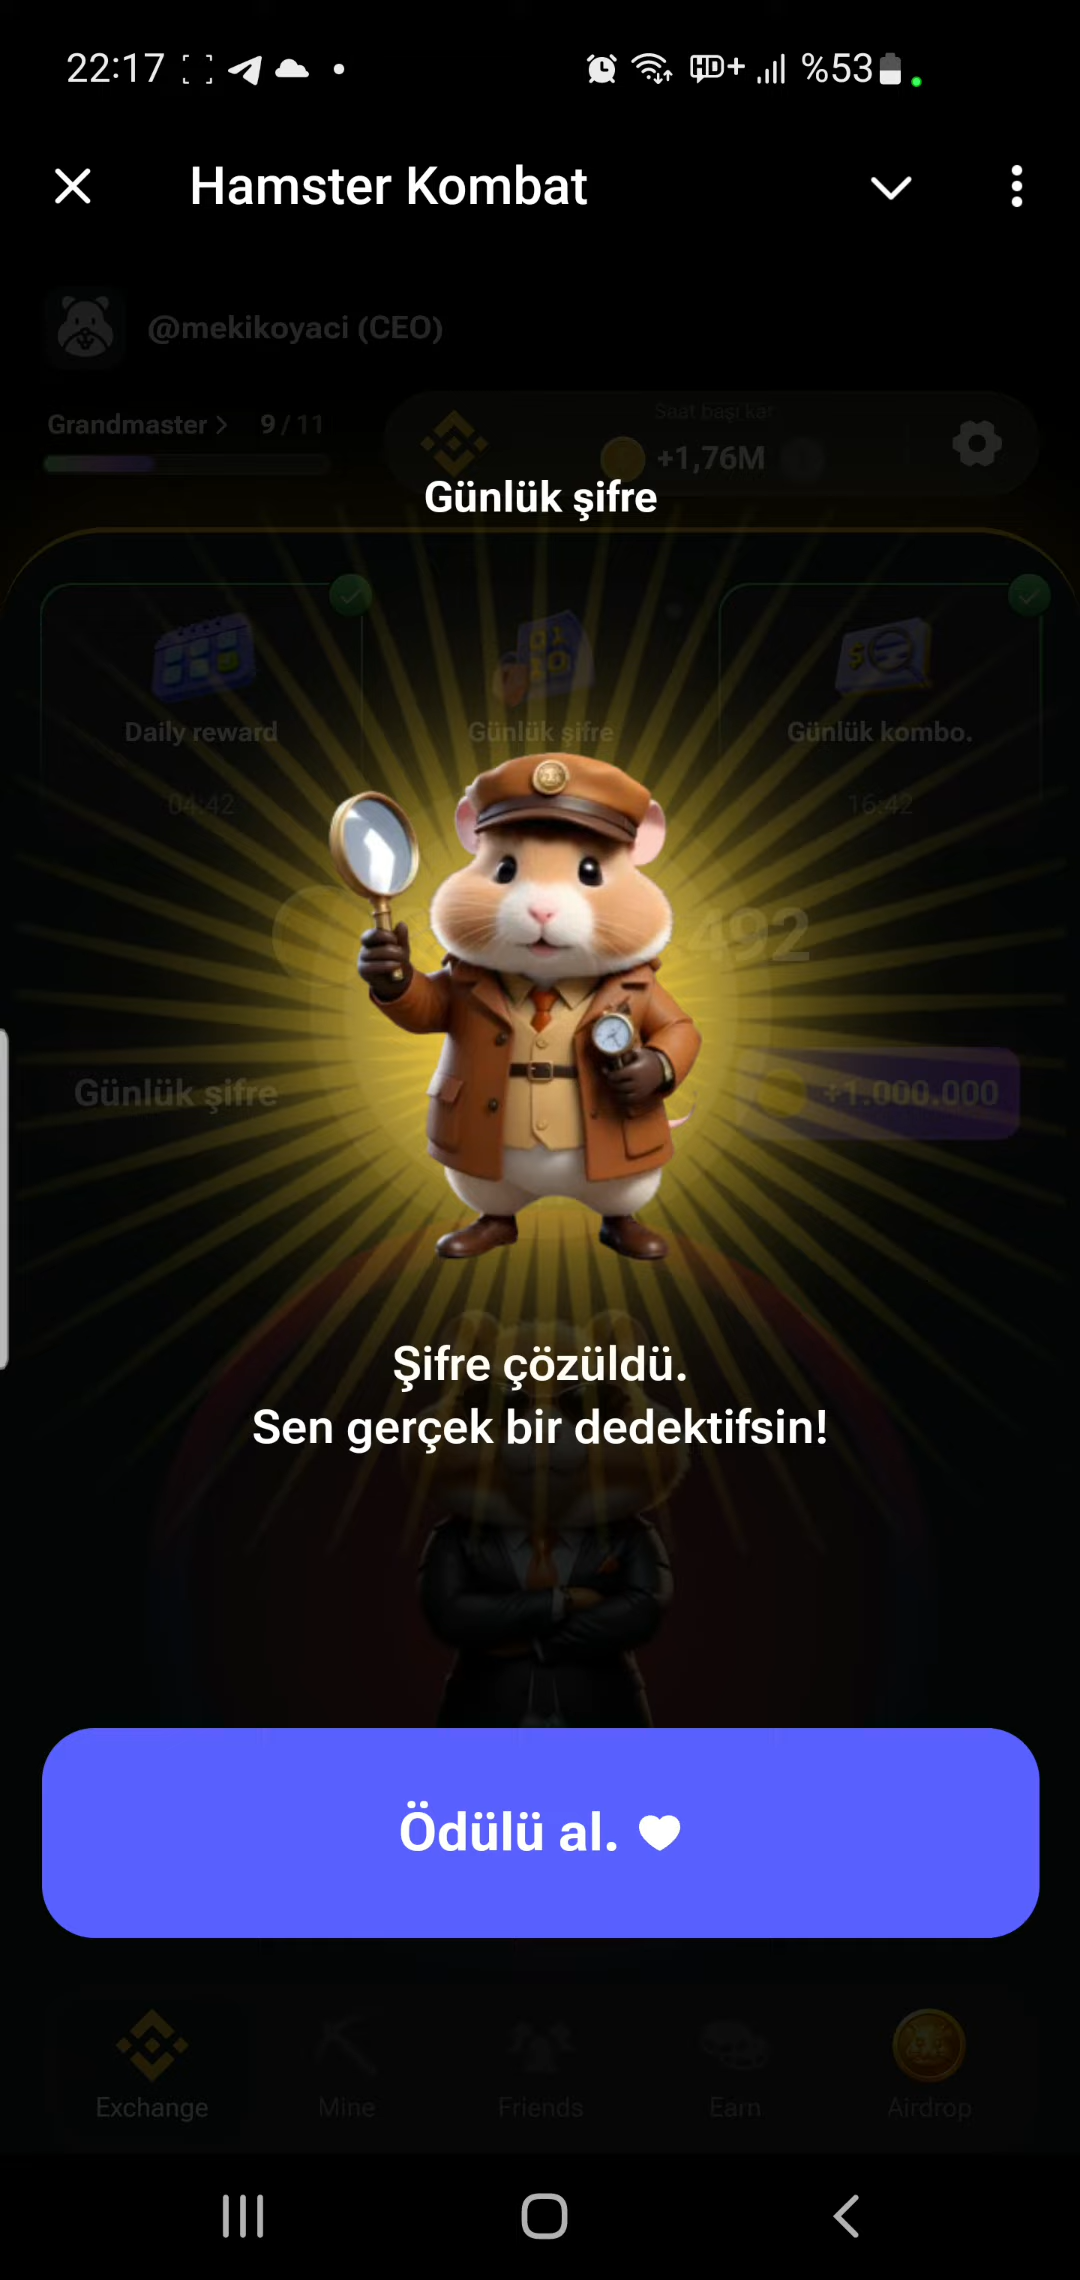 22:17
HD+
%53
Hamster Kombat
@mekikoyaci (CEO)
Grandmaster >
9/11
Saat başı kar
+1,76M
Günlük şifre
Daily reward
Günlük şifre
Günlük kombo.
04:42
16:42
492
Günlük şifre
+1.000.000
Şifre çözüldü.
Sen gerçek bir dedektifsin!
Ödülü al.
Exchange
Mine
Friends
Earn
Airdrop